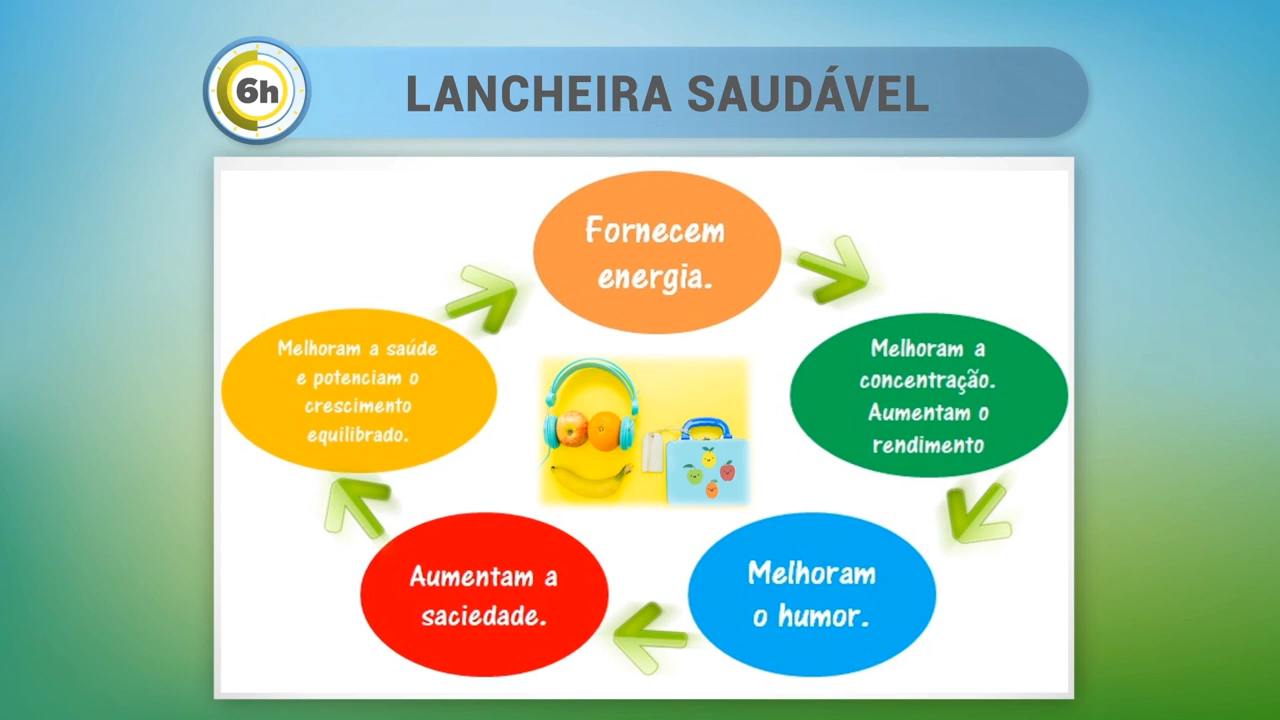 6h
LANCHEIRA SAUDÁVEL
Fornecem
energia.
Melhoram a
concentração.
Aumentam o
rendimento
Melhoram
o humor.
Aumentam a
saciedade.
Melhoram a saúde
e potenciam o
crescimento
equilibrado.